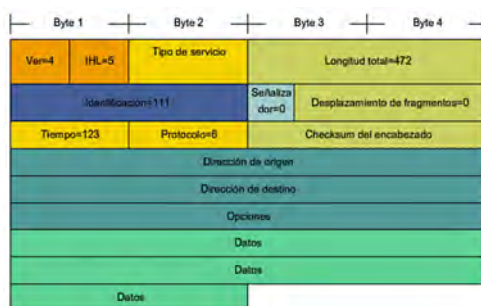 Byte 1 Byte 2 Byte 3 Byte 4
Ver=4 IHL=5 Tipo de servicio Longitud total=472
Identificación=111 Señaliza
dor=0 Desplazamiento de fragmentos=0
Tiempo=123 Protocolo=6 Checksum del encabezado
Dirección de origen
Dirección de destino
Opciones
Datos
Datos
Datos